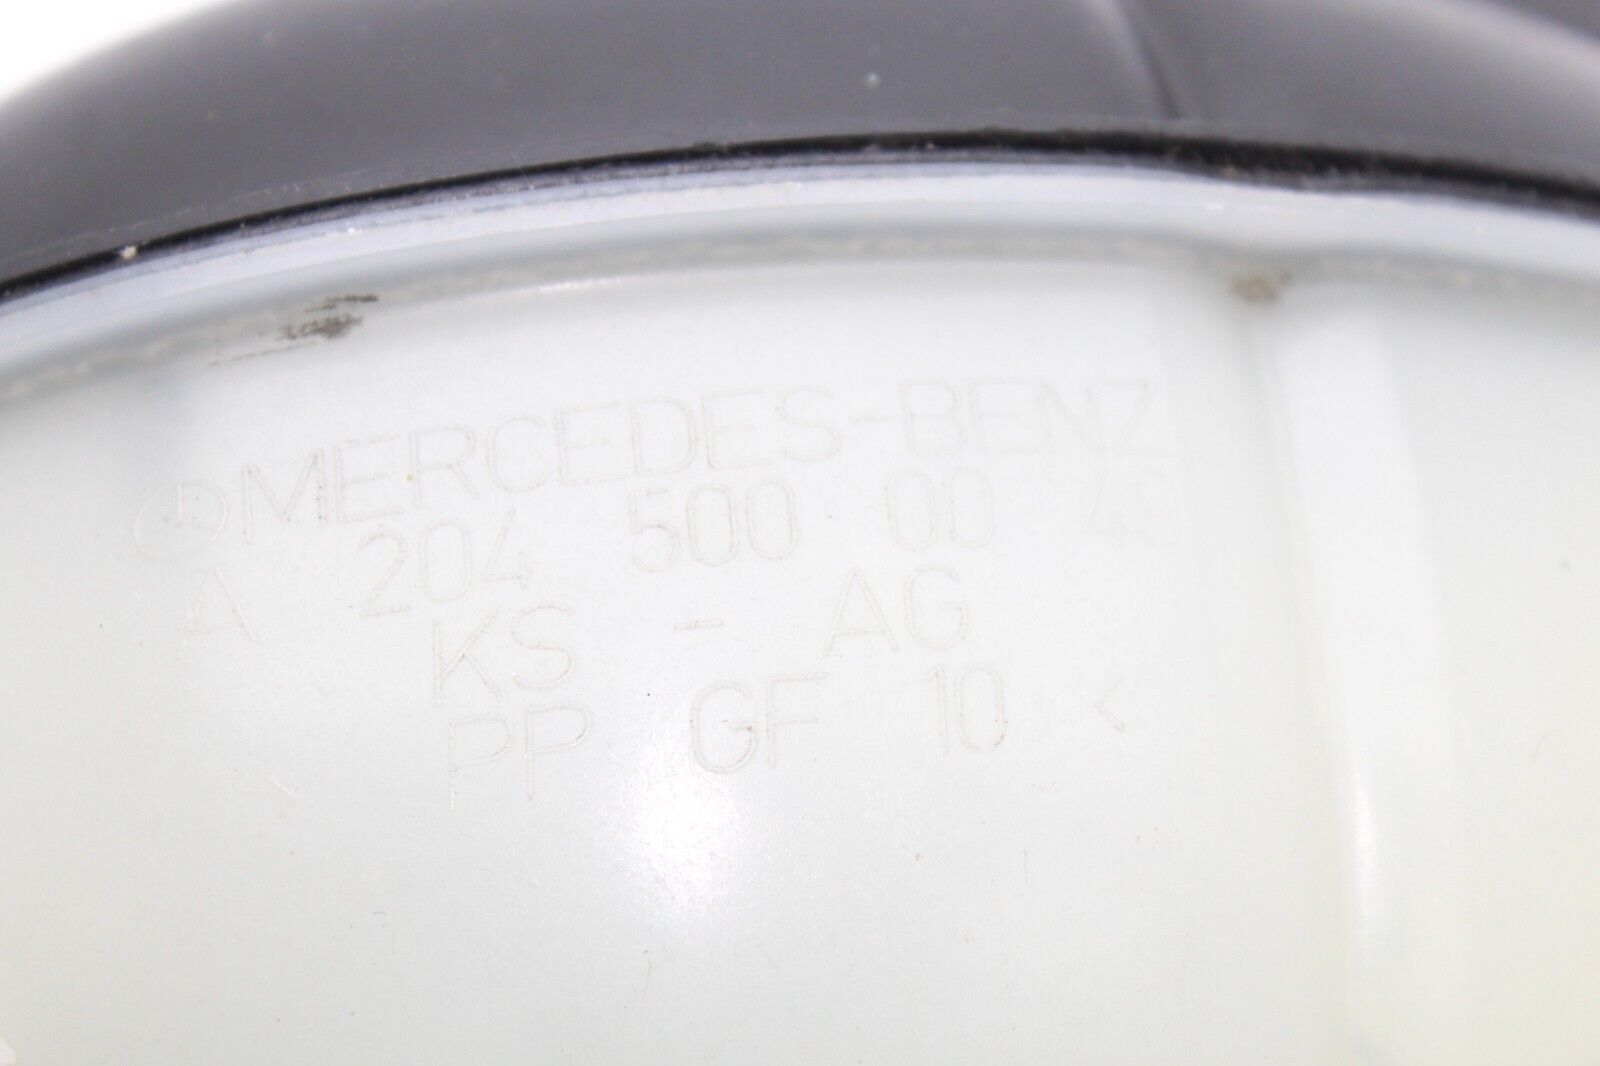 MERCEDES-BENZ
A 204 500 00 49
KS - AG
PP GF 10 <